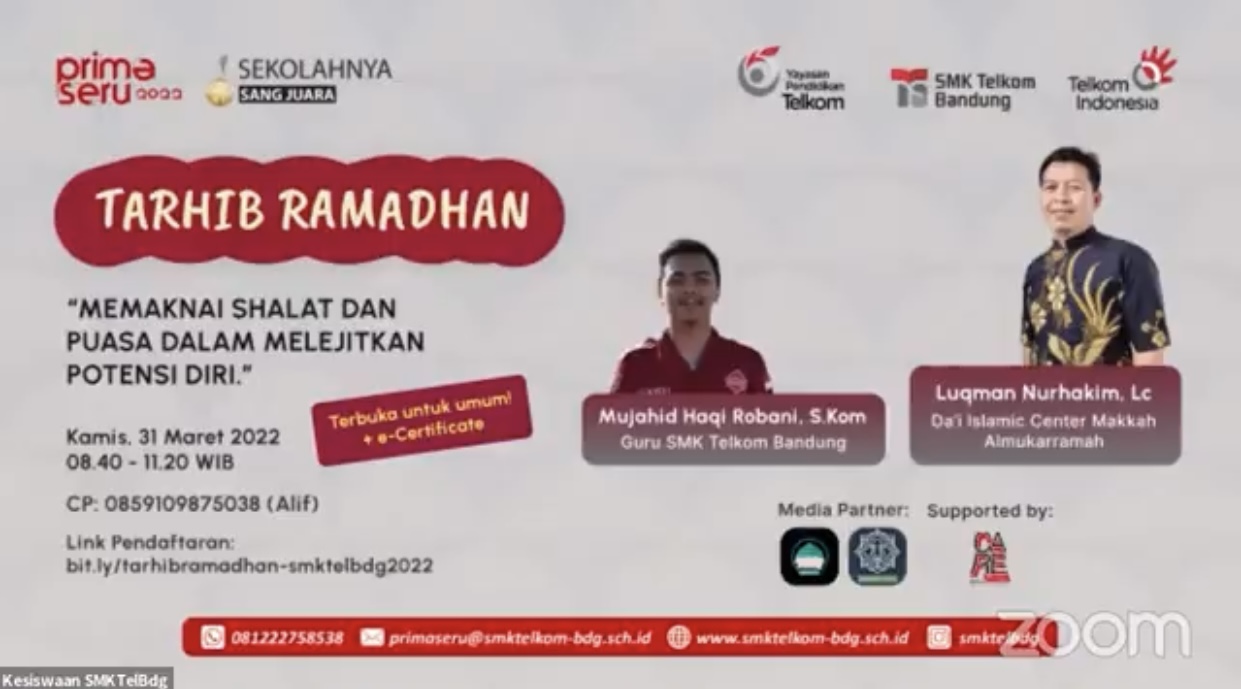 prima
seru 2022
SEKOLAHNYA
SANG JUARA
Yayasan
Pendidikan
Telkom
SMK Telkom
Bandung
Telkom
Indonesia
TARHIB RAMADHAN
“MEMAKNAI SHALAT DAN
PUASA DALAM MELEJITKAN
POTENSI DIRI.”
Terbuka untuk umum!
+ e-Certificate
Kamis, 31 Maret 2022
08.40 - 11.20 WIB
CP: 0859109875038 (Alif)
Link Pendaftaran:
bit.ly/tarhibramadhan-smktelbdg2022
Mujahid Haqi Robani, S.Kom
Guru SMK Telkom Bandung
Luqman Nurhakim, Lc
Da'i Islamic Center Makkah
Almukarramah
Media Partner:
Supported by:
CARE
081222758538 primaseru@smktelkom-bdg.sch.id www.smktelkom-bdg.sch.id smktelbdg
zoom
Kesiswaan SMKTelBdg